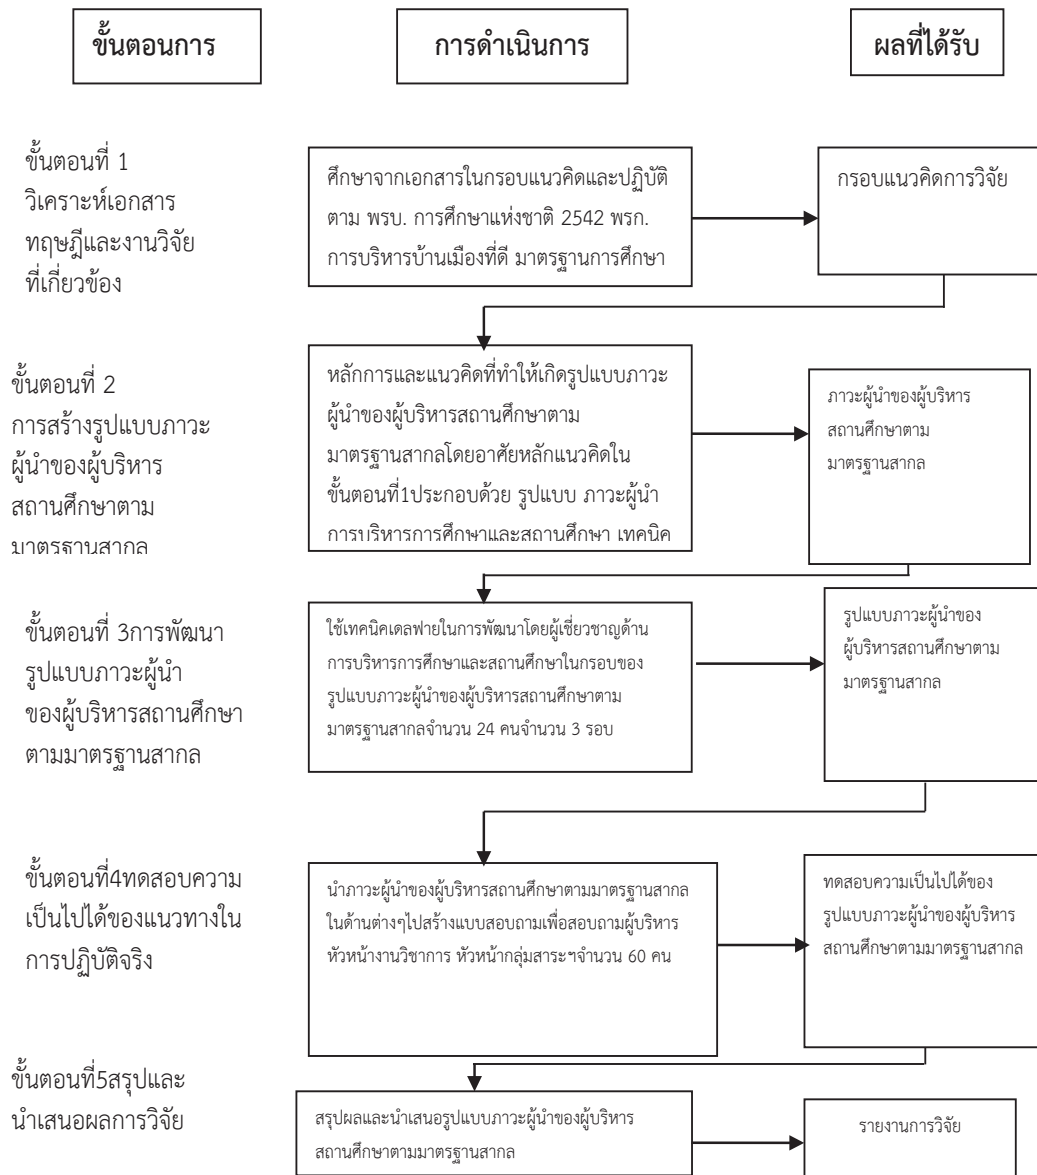 ขั้นตอนการ
การดำเนินการ
ผลที่ได้รับ
ขั้นตอนที่ 1
วิเคราะห์เอกสาร
ทฤษฎีและงานวิจัย
ที่เกี่ยวข้อง
ศึกษาจากเอกสารในกรอบแนวคิดและปฏิบัติ
ตาม พรบ. การศึกษาแห่งชาติ 2542 พรก.
การบริหารบ้านเมืองที่ดี มาตรฐานการศึกษา
กรอบแนวคิดการวิจัย
ขั้นตอนที่ 2
การสร้างรูปแบบภาวะ
ผู้นำของผู้บริหาร
สถานศึกษาตาม
มาตรฐานสากล
หลักการและแนวคิดที่ทำให้เกิดรูปแบบภาวะ
ผู้นำของผู้บริหารสถานศึกษาตาม
มาตรฐานสากลโดยอาศัยหลักแนวคิดใน
ขั้นตอนที่1ประกอบด้วย รูปแบบ ภาวะผู้นำ
การบริหารการศึกษาและสถานศึกษา เทคนิค
ภาวะผู้นำของผู้บริหาร
สถานศึกษาตาม
มาตรฐานสากล
ขั้นตอนที่ 3การพัฒนา
รูปแบบภาวะผู้นำ
ของผู้บริหารสถานศึกษา
ตามมาตรฐานสากล
ใช้เทคนิคเดลฟายในการพัฒนาโดยผู้เชี่ยวชาญด้าน
การบริหารการศึกษาและสถานศึกษาในกรอบของ
รูปแบบภาวะผู้นำของผู้บริหารสถานศึกษาตาม
มาตรฐานสากลจำนวน 24 คนจำนวน 3 รอบ
รูปแบบภาวะผู้นำของ
ผู้บริหารสถานศึกษาตาม
มาตรฐานสากล
ขั้นตอนที่4ทดสอบความ
เป็นไปได้ของแนวทางใน
การปฏิบัติจริง
นำภาวะผู้นำของผู้บริหารสถานศึกษาตามมาตรฐานสากล
ในด้านต่างๆไปสร้างแบบสอบถามเพื่อสอบถามผู้บริหาร
หัวหน้างานวิชาการ หัวหน้ากลุ่มสาระฯจำนวน 60 คน
ทดสอบความเป็นไปได้ของ
รูปแบบภาวะผู้นำของผู้บริหาร
สถานศึกษาตามมาตรฐานสากล
ขั้นตอนที่5สรุปและ
นำเสนอผลการวิจัย
สรุปผลและนำเสนอรูปแบบภาวะผู้นำของผู้บริหาร
สถานศึกษาตามมาตรฐานสากล
รายงานการวิจัย